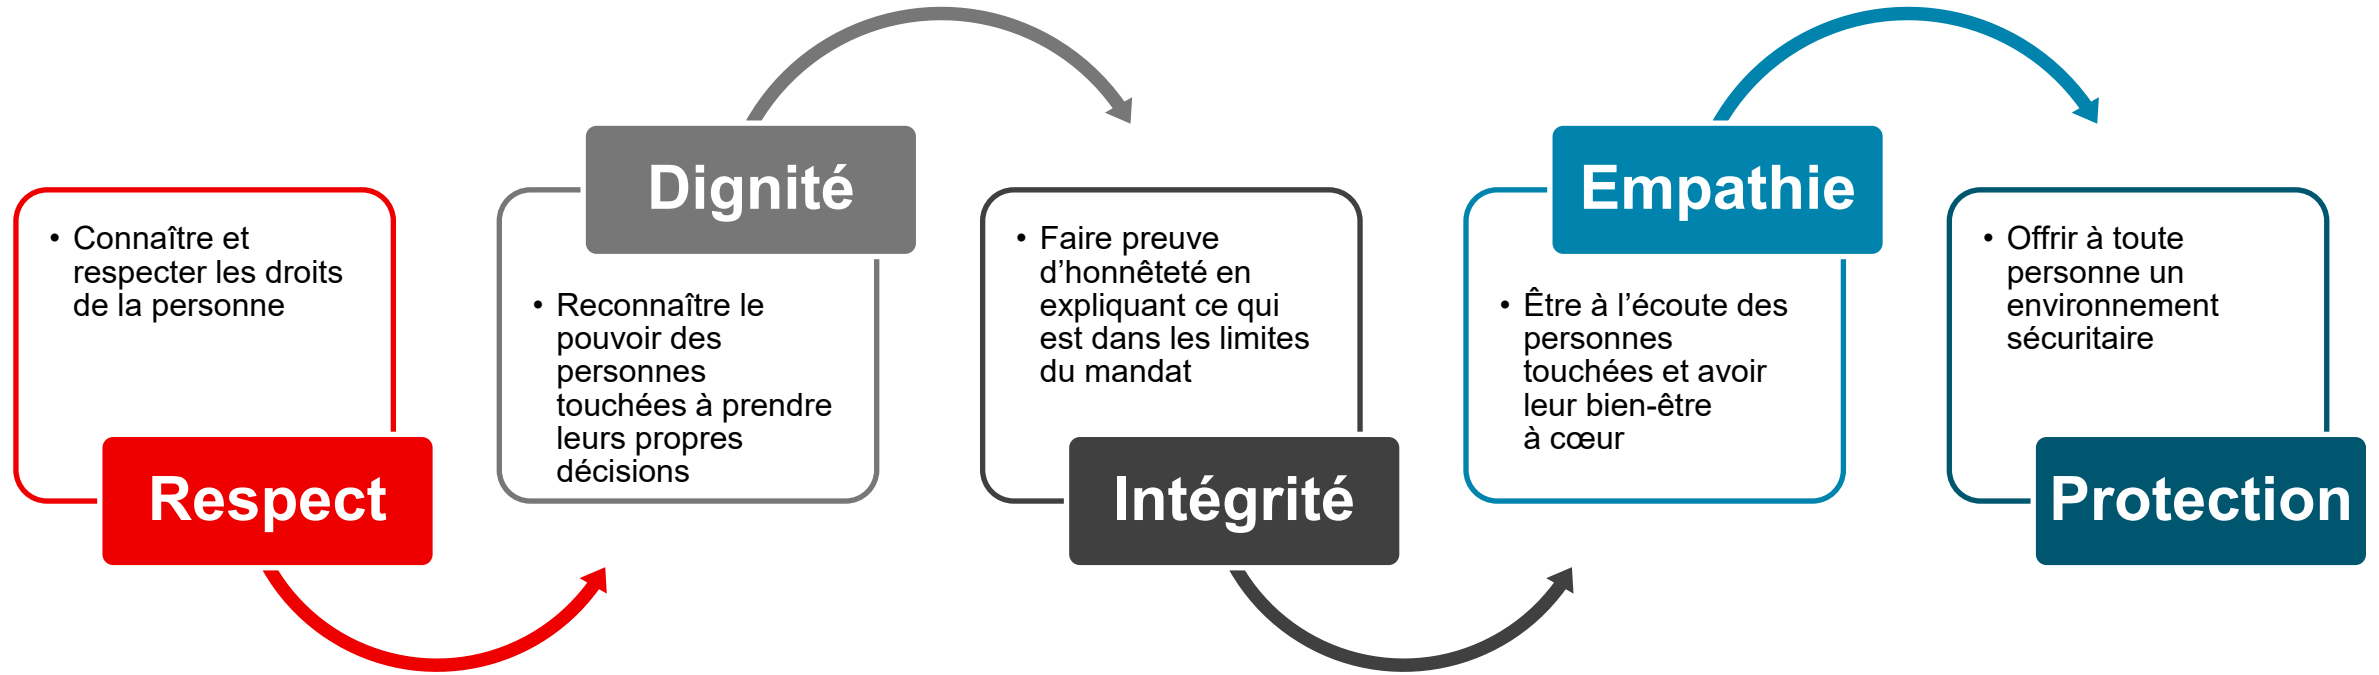 • Connaître et
respecter les droits
de la personne
Respect
Dignité
• Reconnaître le
pouvoir des
personnes
touchées à prendre
leurs propres
décisions
• Faire preuve
d’honnêteté en
expliquant ce qui
est dans les limites
du mandat
Intégrité
Empathie
• Être à l’écoute des
personnes
touchées et avoir
leur bien-être
à cœur
• Offrir à toute
personne un
environnement
sécuritaire
Protection